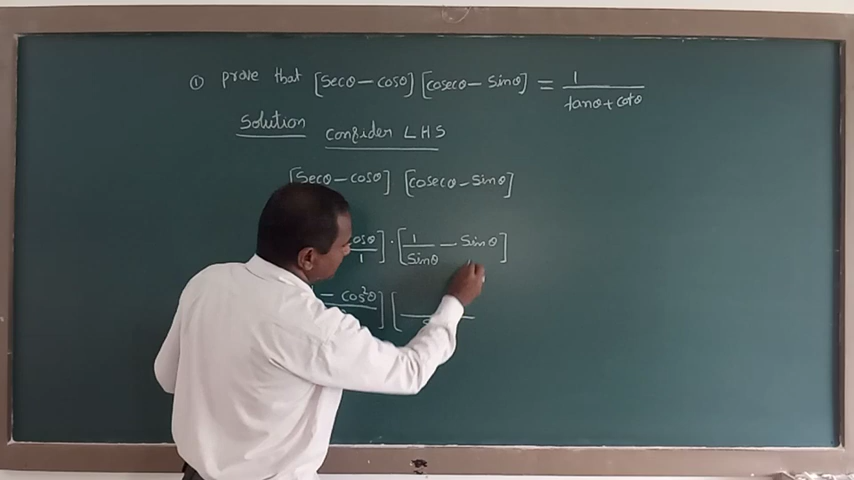 ① prove that [Secθ − cosθ] [cosecθ − Sinθ] = 1 / tanθ + cotθ
Solution Consider LHS
[Secθ − cosθ] [cosecθ − Sinθ]
cosθ / 1] · [1 / Sinθ − Sinθ]
− cos²θ] [